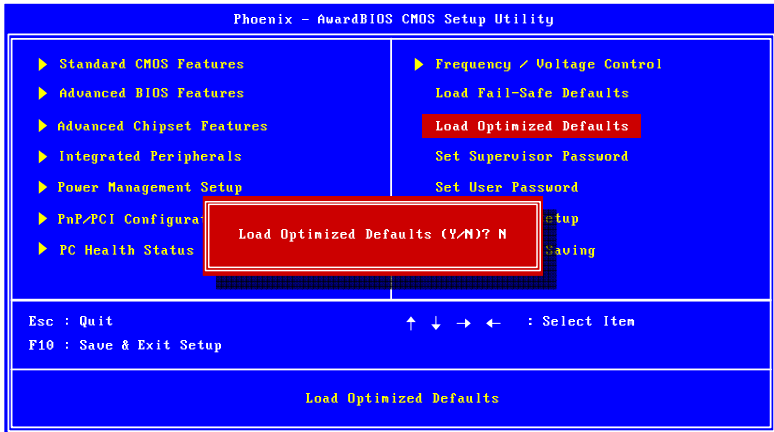 Phoenix - AwardBIOS CMOS Setup Utility
Standard CMOS Features
Advanced BIOS Features
Advanced Chipset Features
Integrated Peripherals
Power Management Setup
PnP/PCI
PC Health Status
Frequency / Voltage Control
Load Fail-Safe Defaults
Load Optimized Defaults
Set Supervisor Password
Set User Password
Saving
Load Optimized Defaults (Y/N)? N
Esc : Quit
F10 : Save & Exit Setup
↑ ↓ → ← : Select Item
Load Optimized Defaults